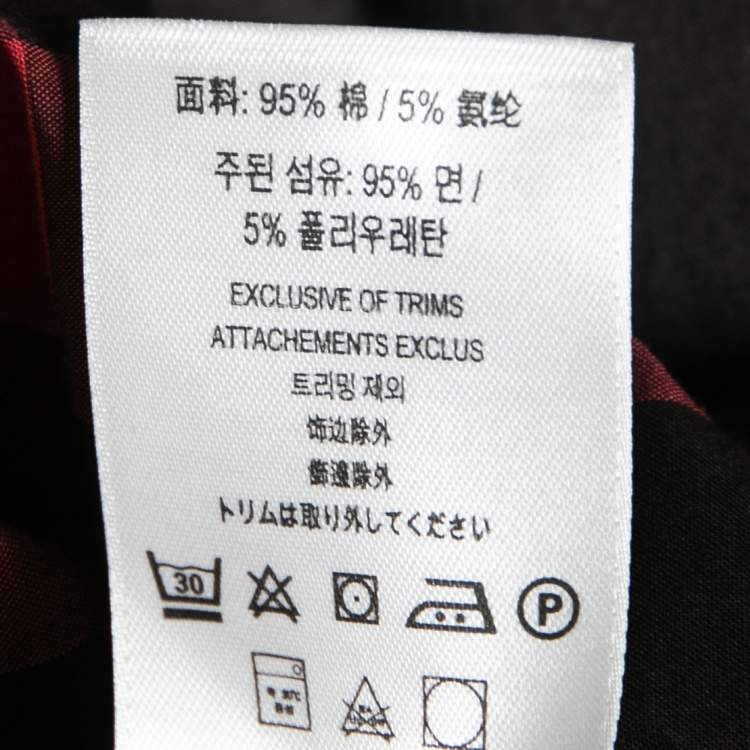 面料: 95% 棉 / 5% 氨纶
주된 섬유: 95% 면 /
5% 폴리우레탄
EXCLUSIVE OF TRIMS
ATTACHEMENTS EXCLUS
트리밍 제외
饰边除外
飾邊除外
トリムは取り外してください
30
P